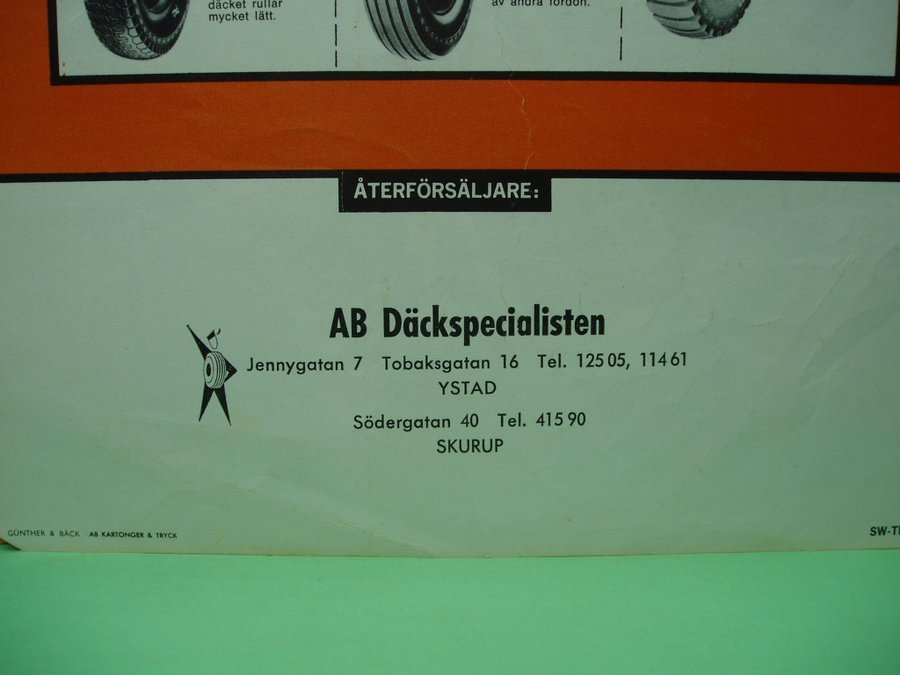 däcket rullar
mycket lätt.
av andra fordon.
ÅTERFÖRSÄLJARE:
AB Däckspecialisten
Jennygatan 7 Tobaksgatan 16 Tel. 125 05, 114 61
YSTAD
Södergatan 40 Tel. 415 90
SKURUP
GÜNTHER & BÄCK AB KARTONGER & TRYCK